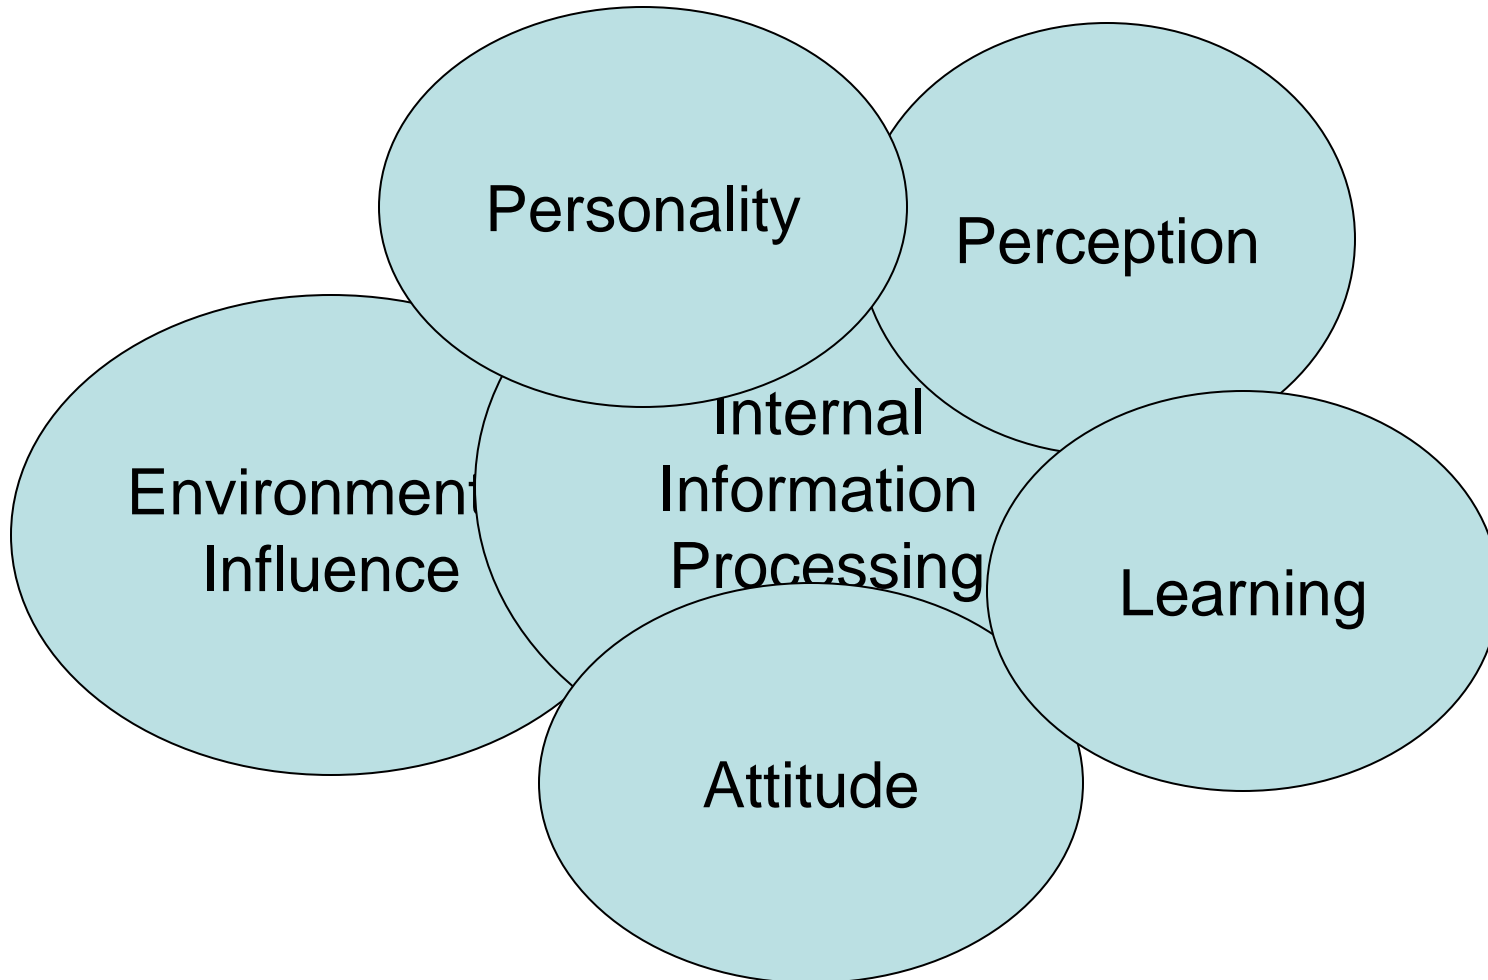 Personality
Perception
Internal
Information
Processing
Environment
Influence
Learning
Attitude